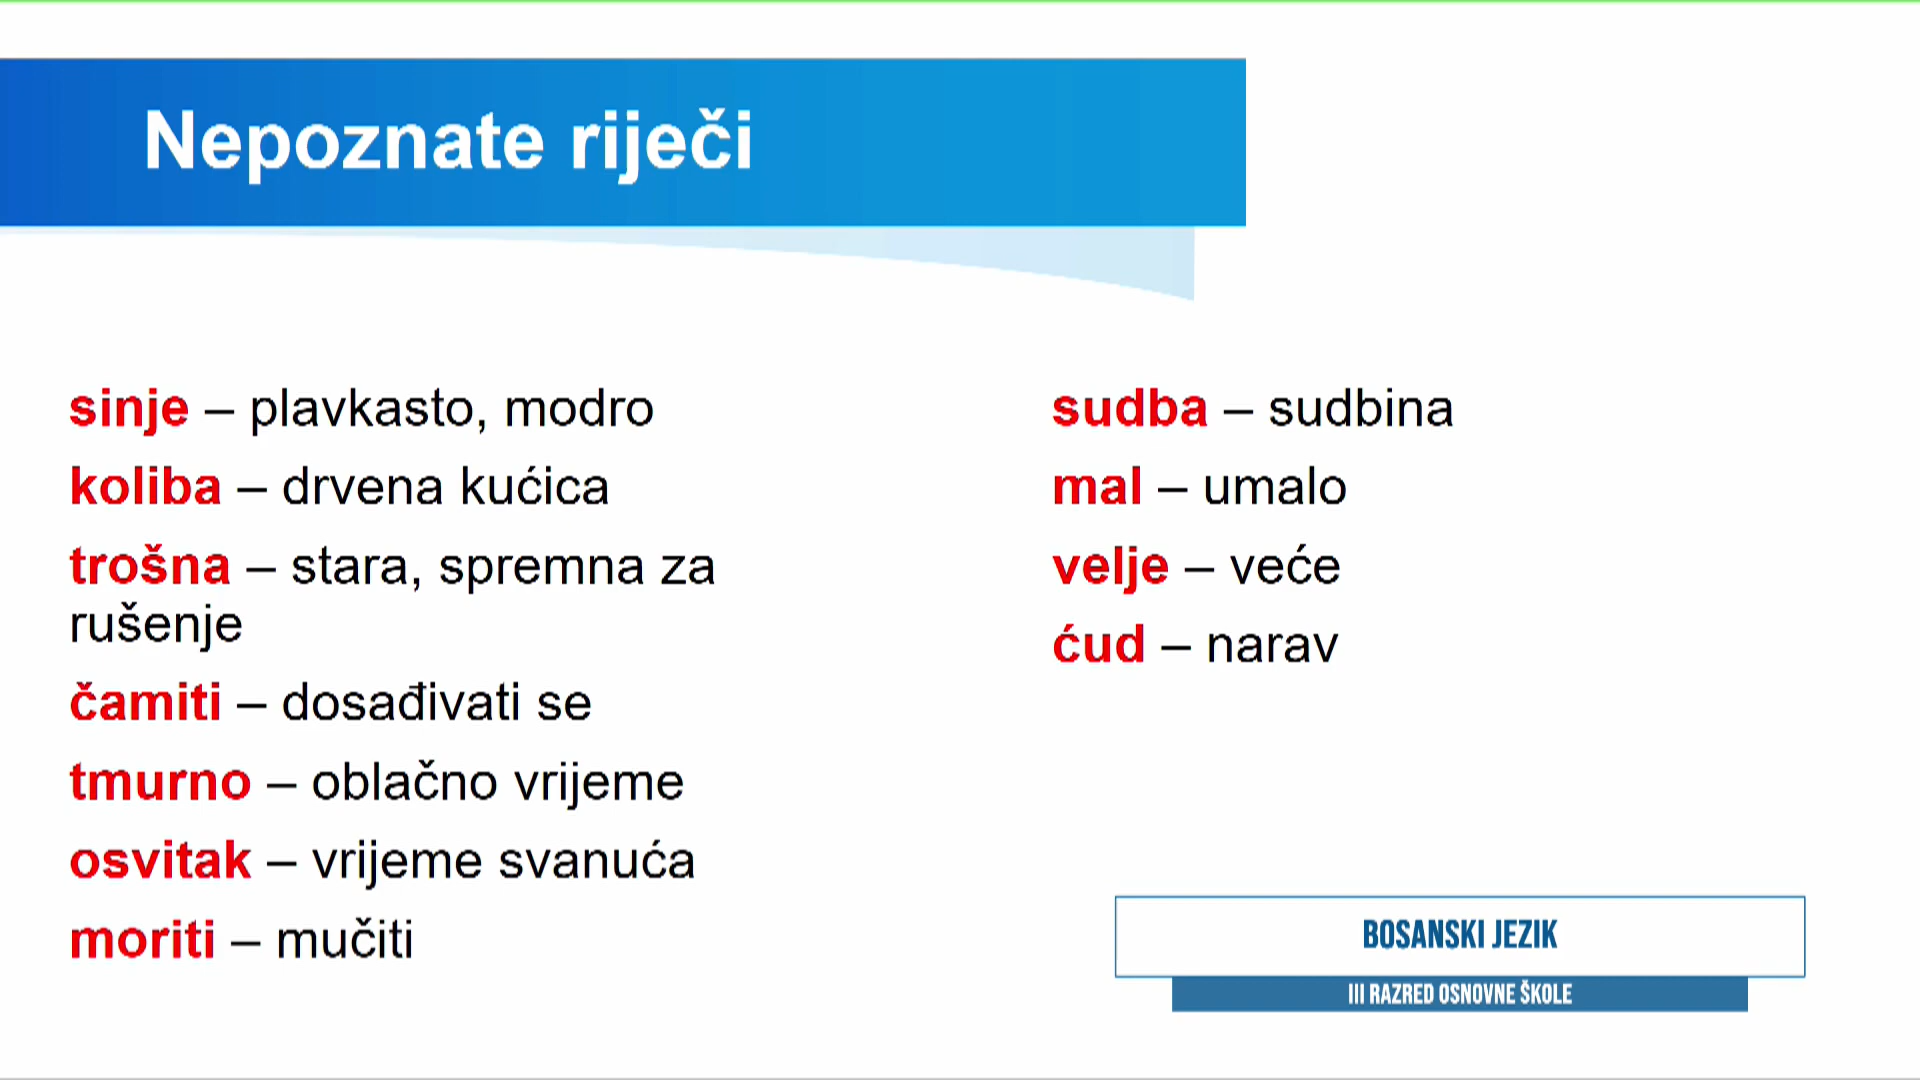 Nepoznate riječi
sinje – plavkasto, modro
koliba – drvena kućica
trošna – stara, spremna za
rušenje
čamiti – dosađivati se
tmurno – oblačno vrijeme
osvitak – vrijeme svanuća
moriti – mučiti
sudba – sudbina
mal – umalo
velje – veće
ćud – narav
BOSANSKI JEZIK
III RAZRED OSNOVNE ŠKOLE